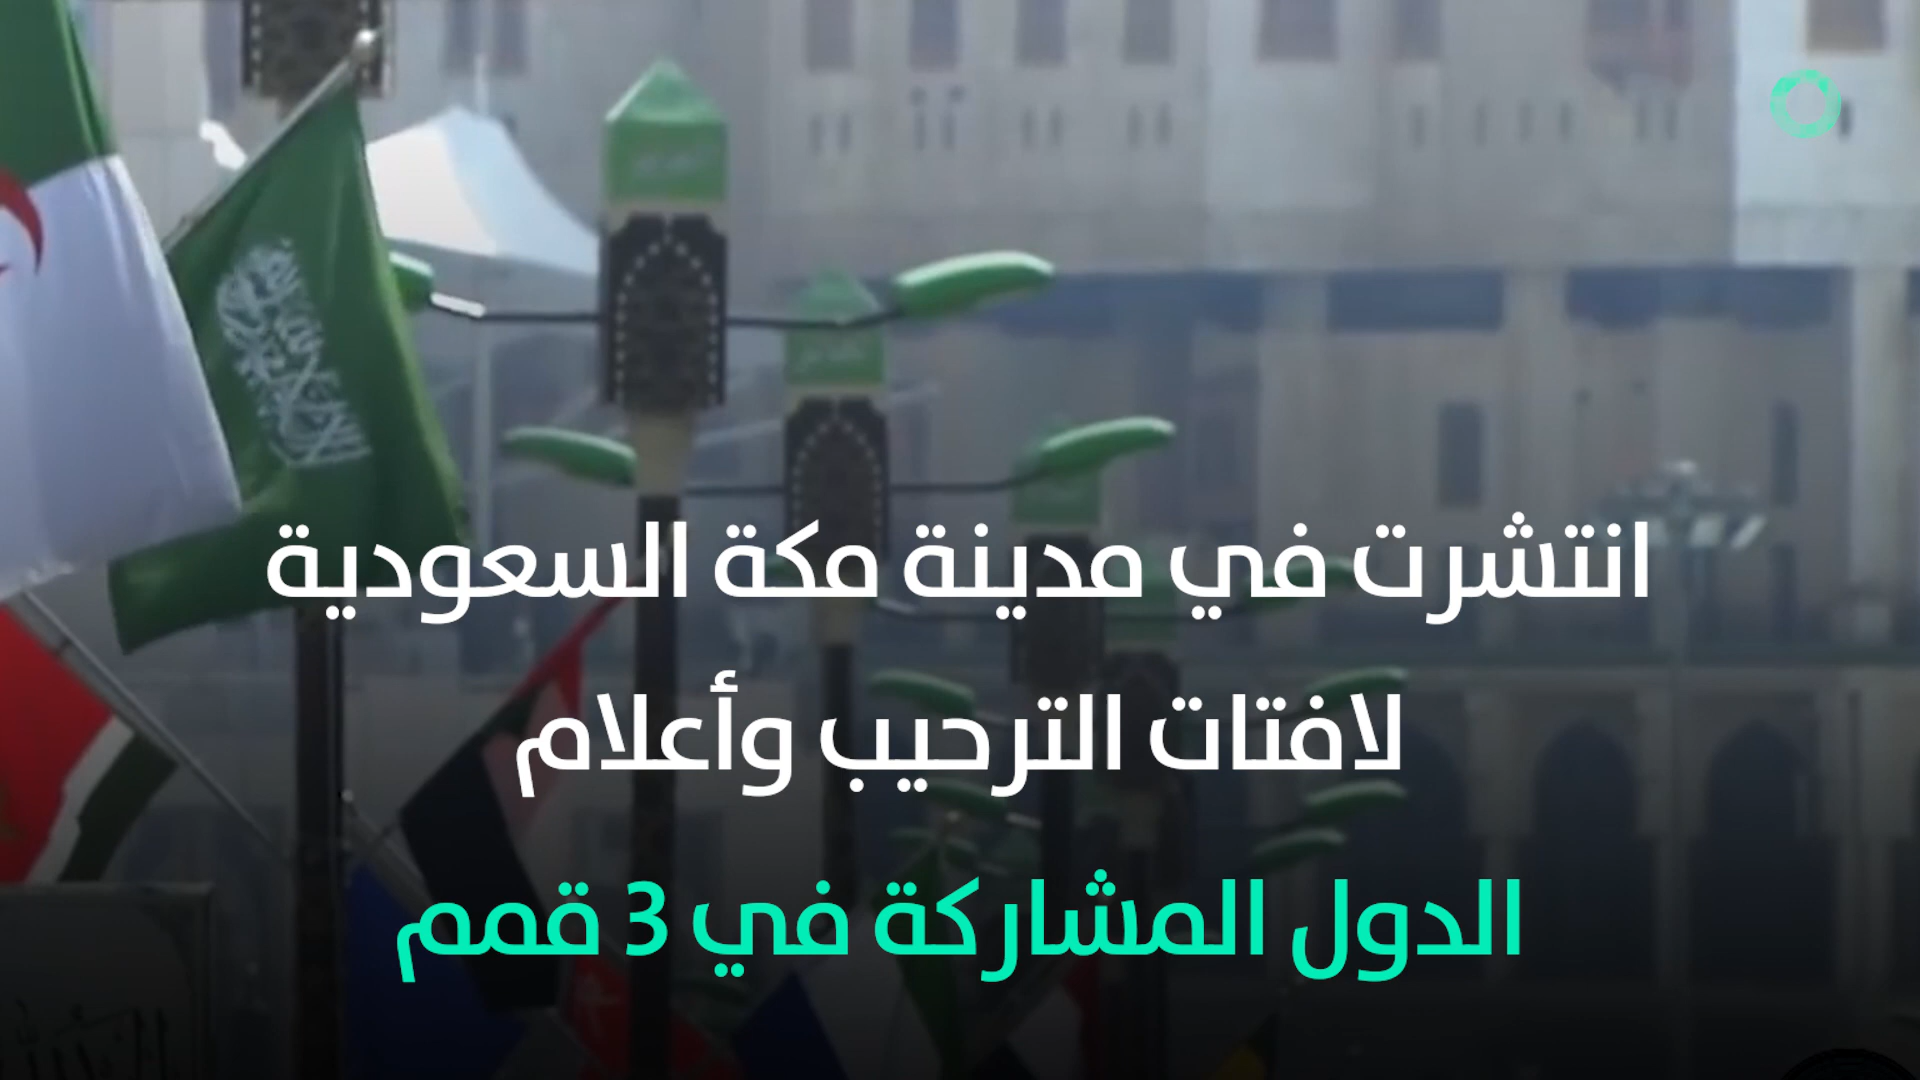 انتشرت في مدينة مكة السعودية
لافتات الترحيب وأعلام
الدول المشاركة في 3 قمم